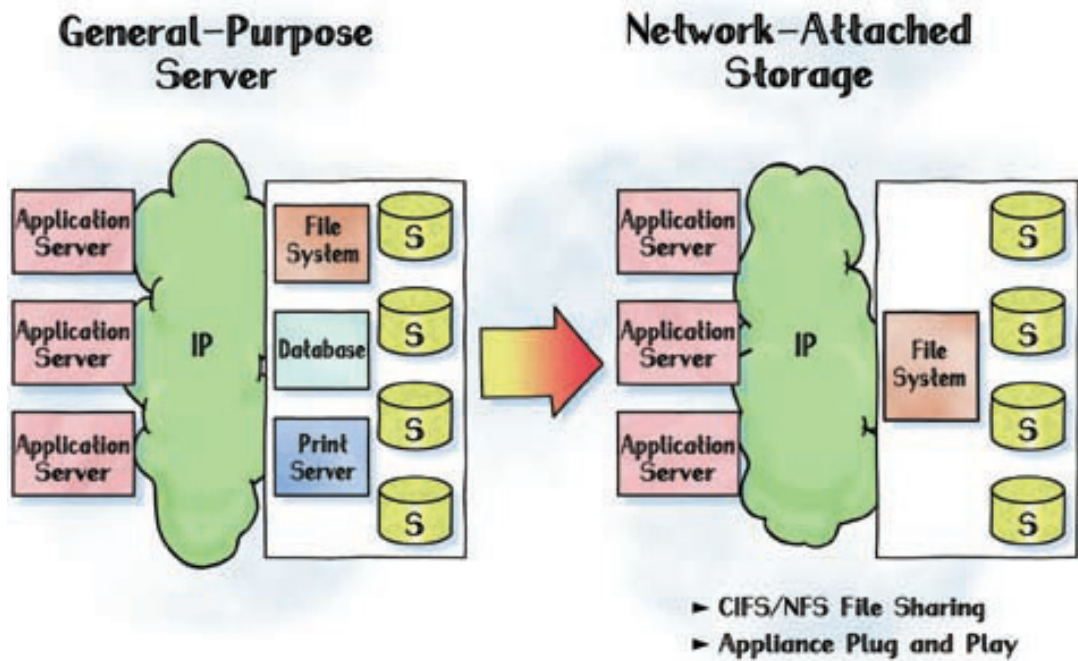 General-Purpose
Server
Network-Attached
Storage
Application
Server
Application
Server
Application
Server
IP
File
System
Database
Print
Server
S
S
S
S
Application
Server
Application
Server
Application
Server
IP
File
System
S
S
S
S
► CIFS/NFS File Sharing
► Appliance Plug and Play